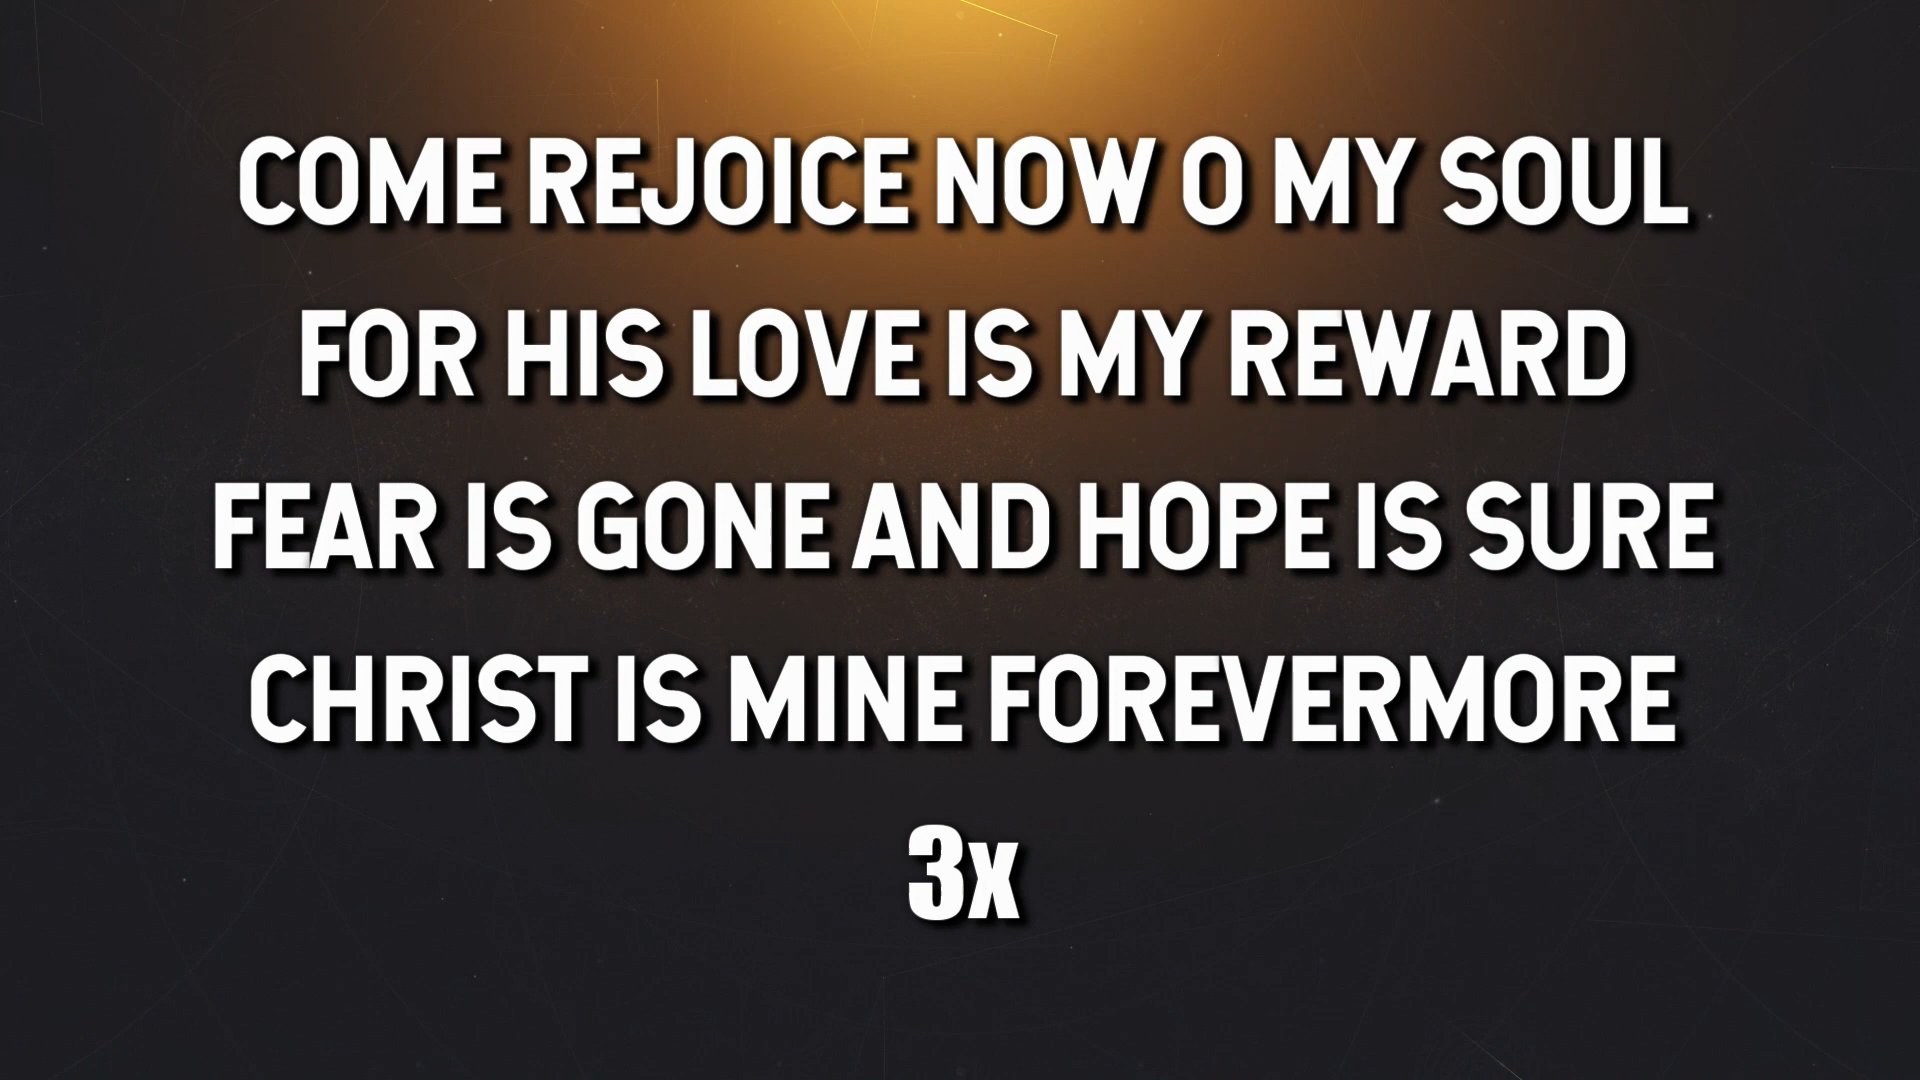 COME REJOICE NOW O MY SOUL
FOR HIS LOVE IS MY REWARD
FEAR IS GONE AND HOPE IS SURE
CHRIST IS MINE FOREVERMORE
3x